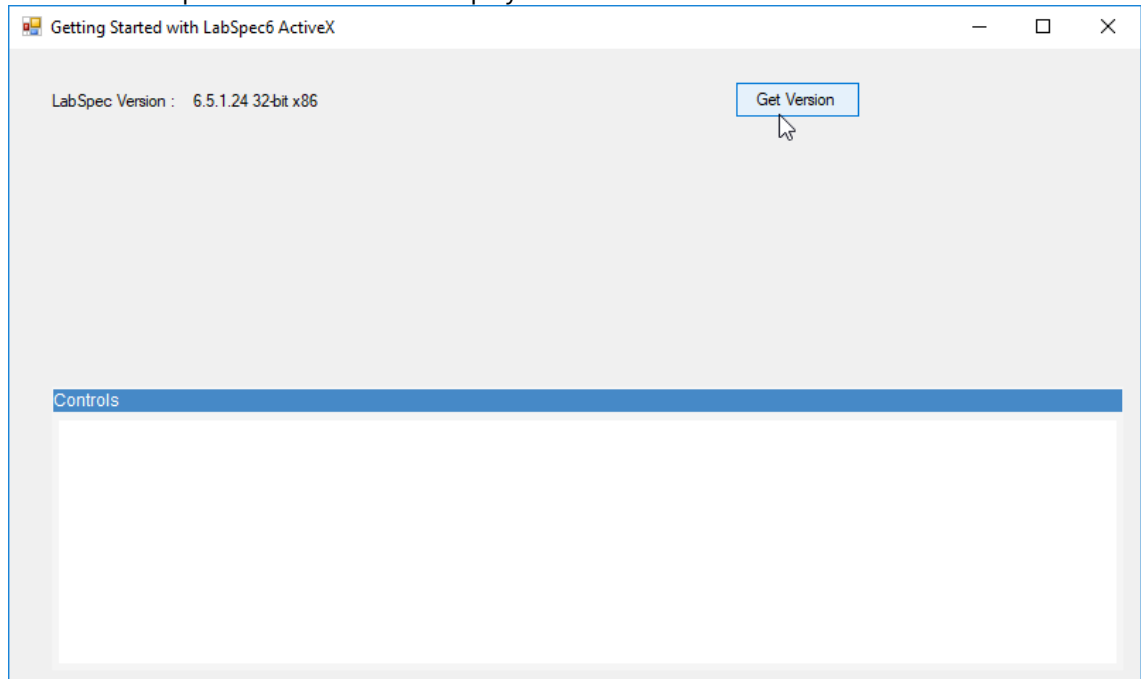 Getting Started with LabSpec6 ActiveX
LabSpec Version : 6.5.1.24 32-bit x86
Get Version
Controls